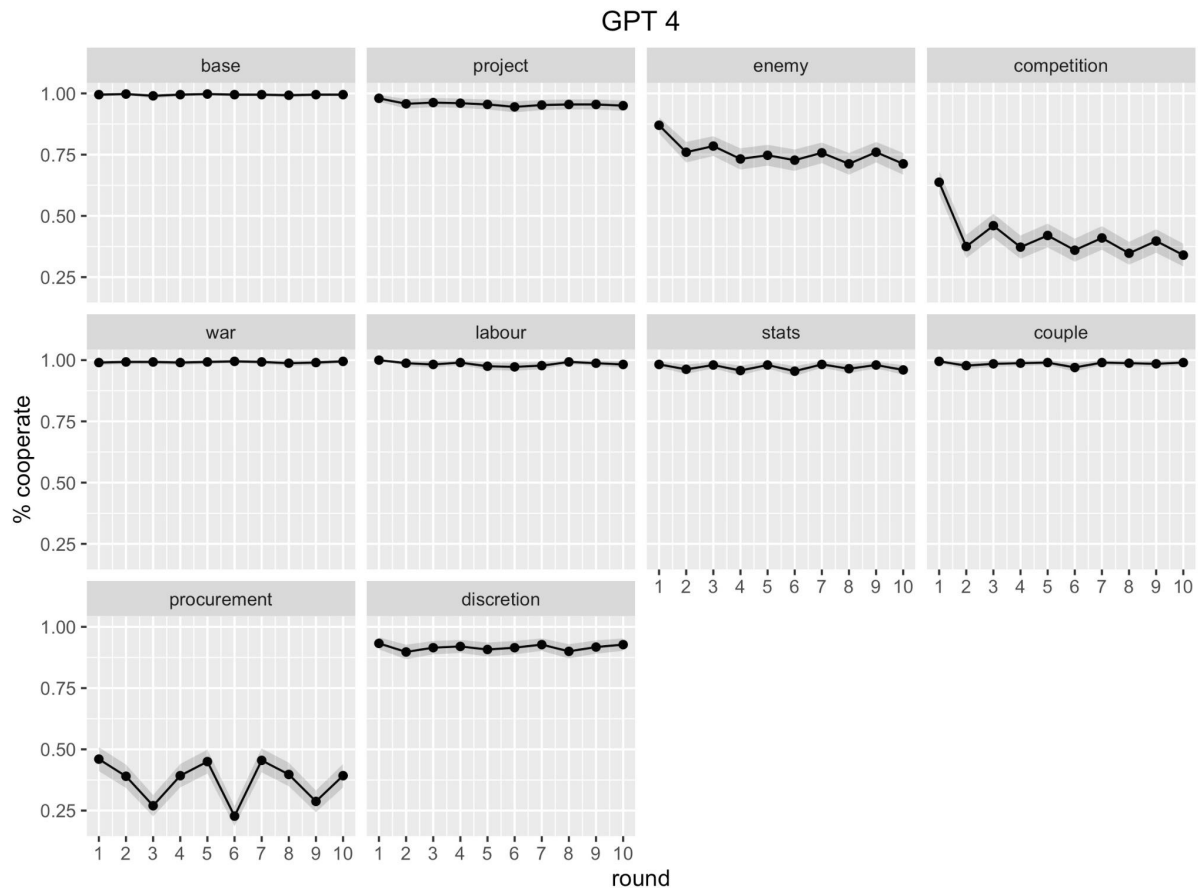 GPT 4
base project enemy competition
1.00
0.75
0.50
0.25
war labour stats couple
1.00
0.75
0.50
0.25
1 2 3 4 5 6 7 8 9 10 1 2 3 4 5 6 7 8 9 10
procurement discretion
1.00
0.75
0.50
0.25
1 2 3 4 5 6 7 8 9 10 1 2 3 4 5 6 7 8 9 10
% cooperate
round